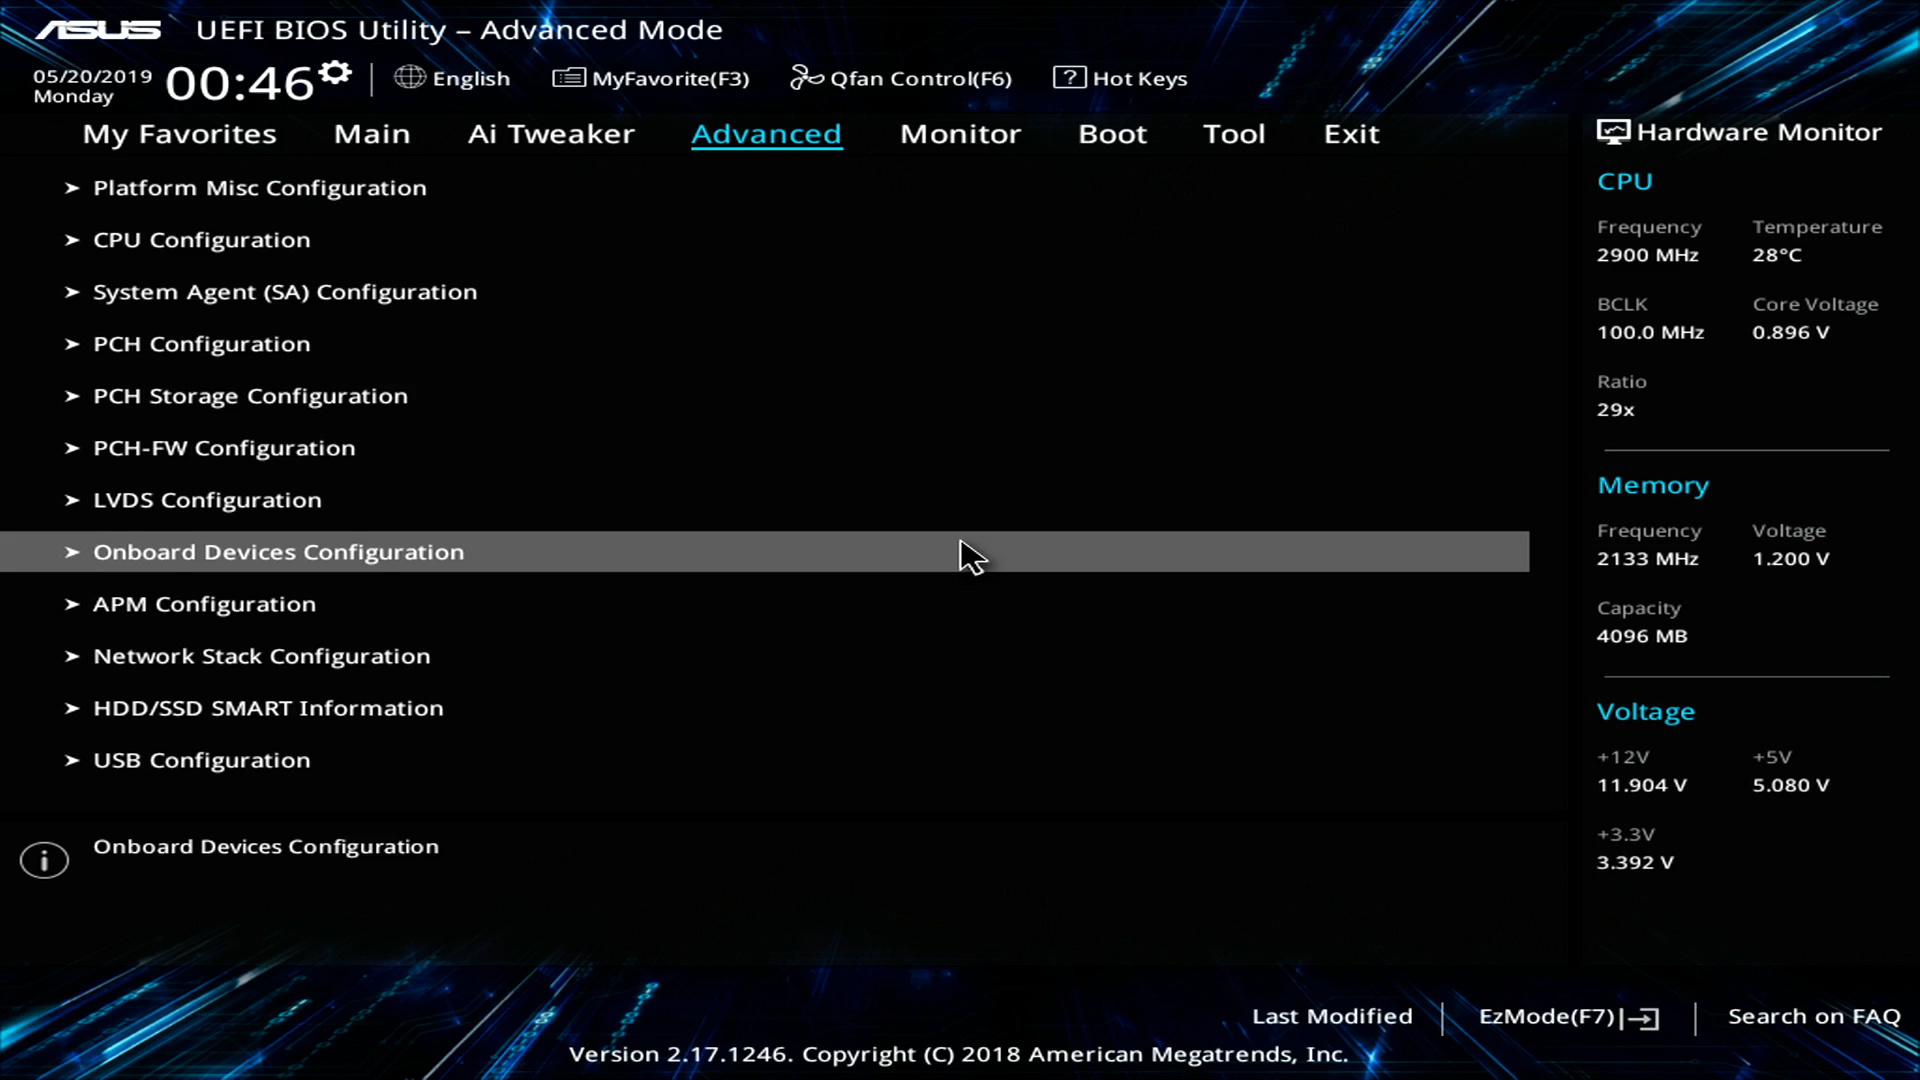 ASUS UEFI BIOS Utility – Advanced Mode
05/20/2019
Monday
00:46
English
MyFavorite(F3)
Qfan Control(F6)
? Hot Keys
My Favorites
Main
Ai Tweaker
Advanced
Monitor
Boot
Tool
Exit
Platform Misc Configuration
CPU Configuration
System Agent (SA) Configuration
PCH Configuration
PCH Storage Configuration
PCH-FW Configuration
LVDS Configuration
Onboard Devices Configuration
APM Configuration
Network Stack Configuration
HDD/SSD SMART Information
USB Configuration
i Onboard Devices Configuration
Hardware Monitor
CPU
Frequency Temperature
2900 MHz 28°C
BCLK Core Voltage
100.0 MHz 0.896 V
Ratio
29x
Memory
Frequency Voltage
2133 MHz 1.200 V
Capacity
4096 MB
Voltage
+12V +5V
11.904 V 5.080 V
+3.3V
3.392 V
Last Modified
EzMode(F7)
Search on FAQ
Version 2.17.1246. Copyright (C) 2018 American Megatrends, Inc.